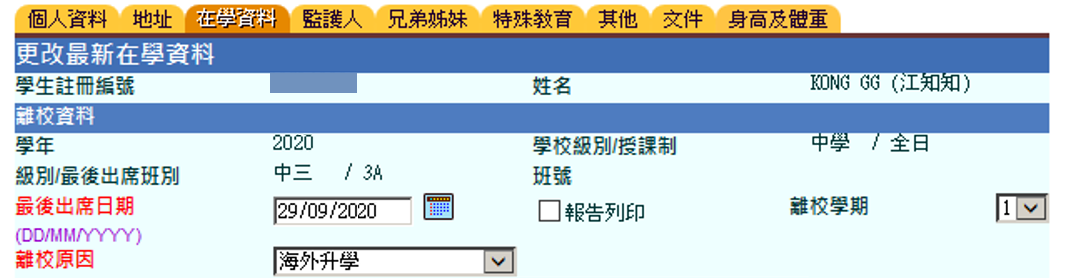 個人資料 地址 在學資料 監護人 兄弟姊妹 特殊教育 其他 文件 身高及體重
更改最新在學資料
學生註冊編號 姓名 KONG GG (江知知)
離校資料
學年 2020 學校級別/授課制 中學 / 全日
級別/最後出席班別 中三 / 3A 班號
最後出席日期 29/09/2020 報告列印 離校學期 1
(DD/MM/YYYY)
離校原因 海外升學